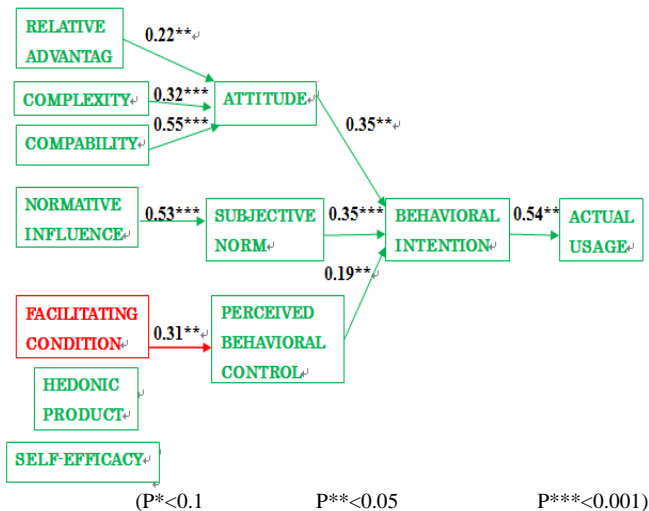 RELATIVE
ADVANTAG
0.22**
COMPLEXITY
0.32***
ATTITUDE
COMPABILITY
0.55***
0.35**
NORMATIVE
INFLUENCE
0.53***
SUBJECTIVE
NORM
0.35***
BEHAVIORAL
INTENTION
0.54**
ACTUAL
USAGE
0.19**
FACILITATING
CONDITION
0.31**
PERCEIVED
BEHAVIORAL
CONTROL
HEDONIC
PRODUCT
SELF-EFFICACY
(P*<0.1 P**<0.05 P***<0.001)